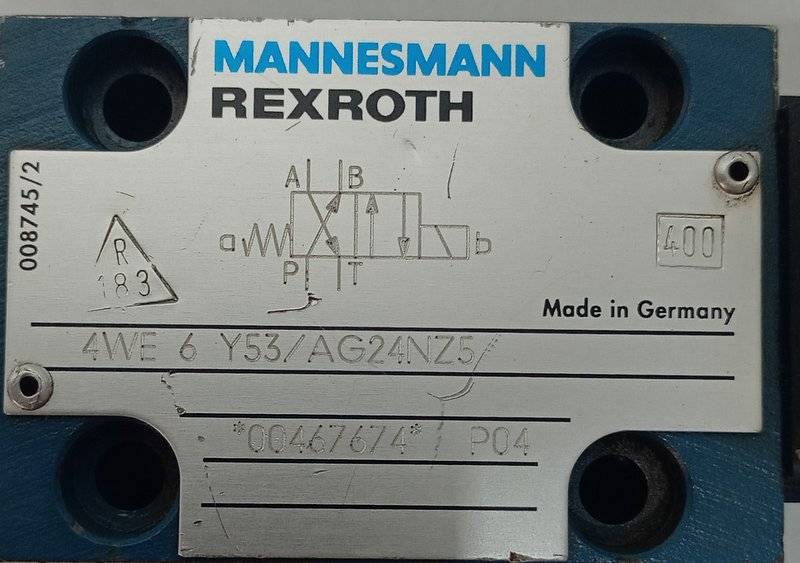 MANNESMANN
REXROTH
008745/2
A B
a b
P T
R
183
400
Made in Germany
4WE 6 Y53/AG24NZ5/
*00467674* P04